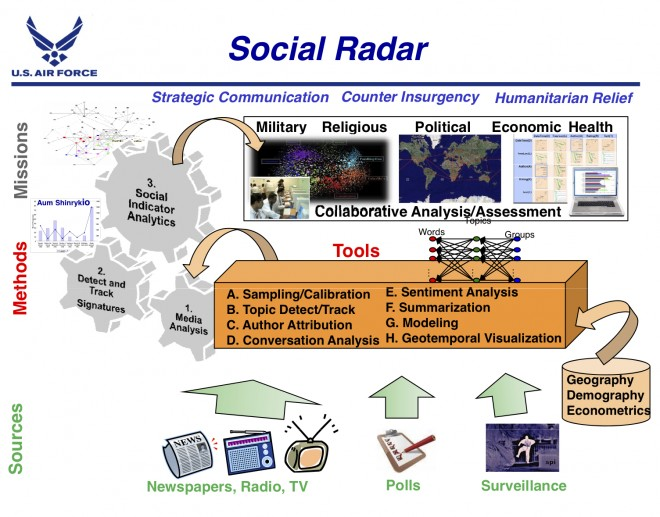 Social Radar
U.S. AIR FORCE
Strategic Communication Counter Insurgency Humanitarian Relief
Missions
Military Religious Political Economic Health
Collaborative Analysis/Assessment
3.
Social
Indicator
Analytics
Aum Shinrykio
Methods
2.
Detect and
Track
Signatures
1.
Media
Analysis
Tools
Words
Topics
Groups
A. Sampling/Calibration
B. Topic Detect/Track
C. Author Attribution
D. Conversation Analysis
E. Sentiment Analysis
F. Summarization
G. Modeling
H. Geotemporal Visualization
Geography
Demography
Econometrics
Sources
NEWS
Newspapers, Radio, TV
Polls
Surveillance